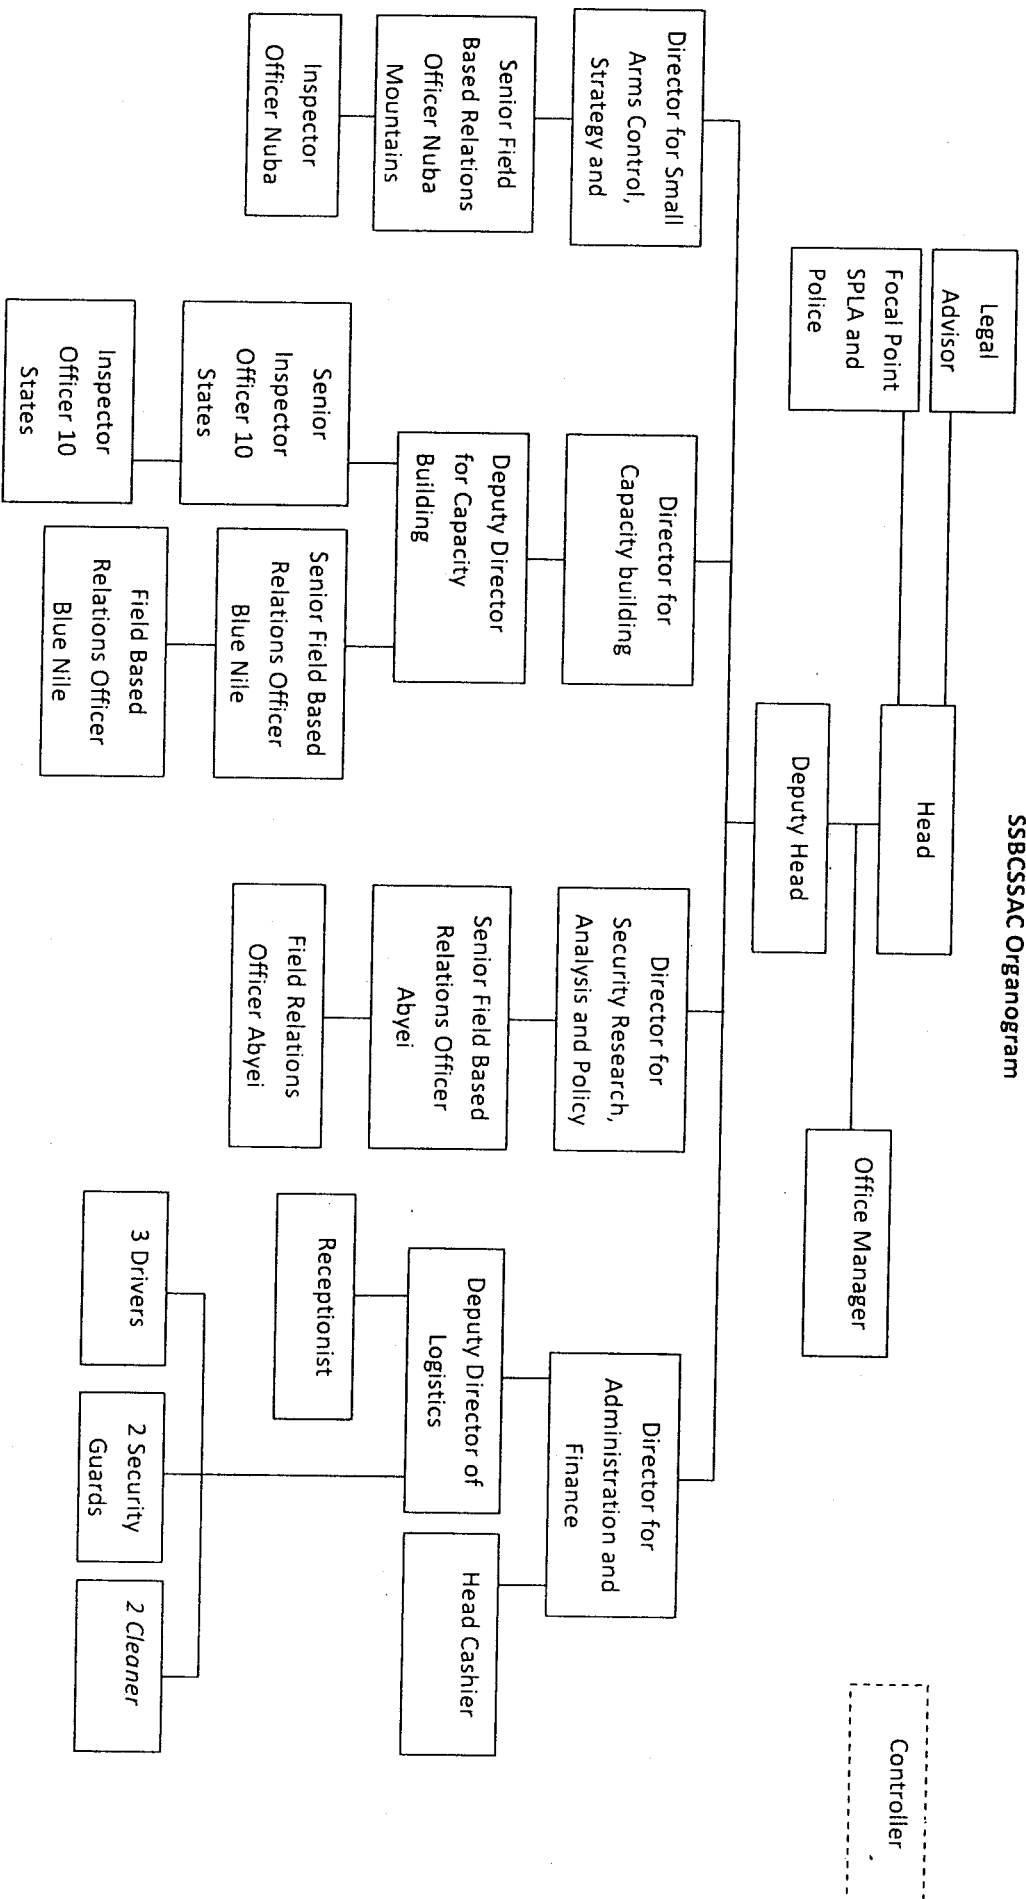 SSBCSSAC Organogram
Legal
Advisor
Focal Point
SPLA and
Police
Head
Office Manager
Controller
Deputy Head
Director for Small
Arms Control,
Strategy and
Director for
Capacity building
Director for
Security Research,
Analysis and Policy
Director for
Administration and
Finance
Senior Field
Based Relations
Officer Nuba
Mountains
Deputy Director
for Capacity
Building
Senior Field Based
Relations Officer
Abyei
Deputy Director of
Logistics
Head Cashier
Inspector
Officer Nuba
Senior
Inspector
Officer 10
States
Senior Field Based
Relations Officer
Blue Nile
Field Relations
Officer Abyei
Receptionist
Inspector
Officer 10
States
Field Based
Relations Officer
Blue Nile
3 Drivers
2 Security
Guards
2 Cleaner